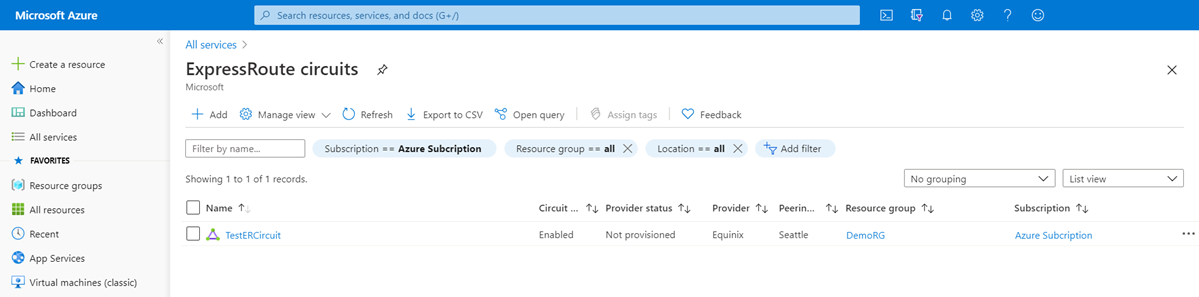 Microsoft Azure
Search resources, services, and docs (G+/)
«
Create a resource
Home
Dashboard
All services
FAVORITES
Resource groups
All resources
Recent
App Services
Virtual machines (classic)
All services >
ExpressRoute circuits
Microsoft
Add Manage view Refresh Export to CSV Open query Assign tags Feedback
Filter by name... Subscription == Azure Subcription Resource group == all Location == all Add filter
Showing 1 to 1 of 1 records. No grouping List view
Name ↑↓ Circuit ... ↑↓ Provider status ↑↓ Provider ↑↓ Peerin... ↑↓ Resource group ↑↓ Subscription ↑↓
TestERCircuit Enabled Not provisioned Equinix Seattle DemoRG Azure Subcription ...